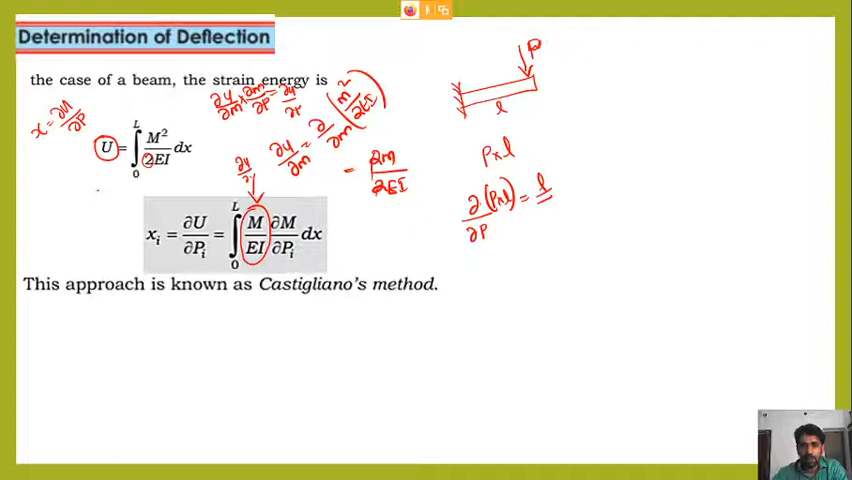 Determination of Deflection
the case of a beam, the strain energy is
x = ∂U/∂P
∂U/∂m × ∂m/∂P = ∂U/∂P
U = ∫₀ᴸ M²/2EI dx
∂U/∂m = ∂/∂m (m²/2EI)
= 2m/2EI
xᵢ = ∂U/∂Pᵢ = ∫₀ᴸ M/EI ∂M/∂Pᵢ dx
This approach is known as Castigliano's method.
P
l
P×l
∂/∂P (P×l) = l